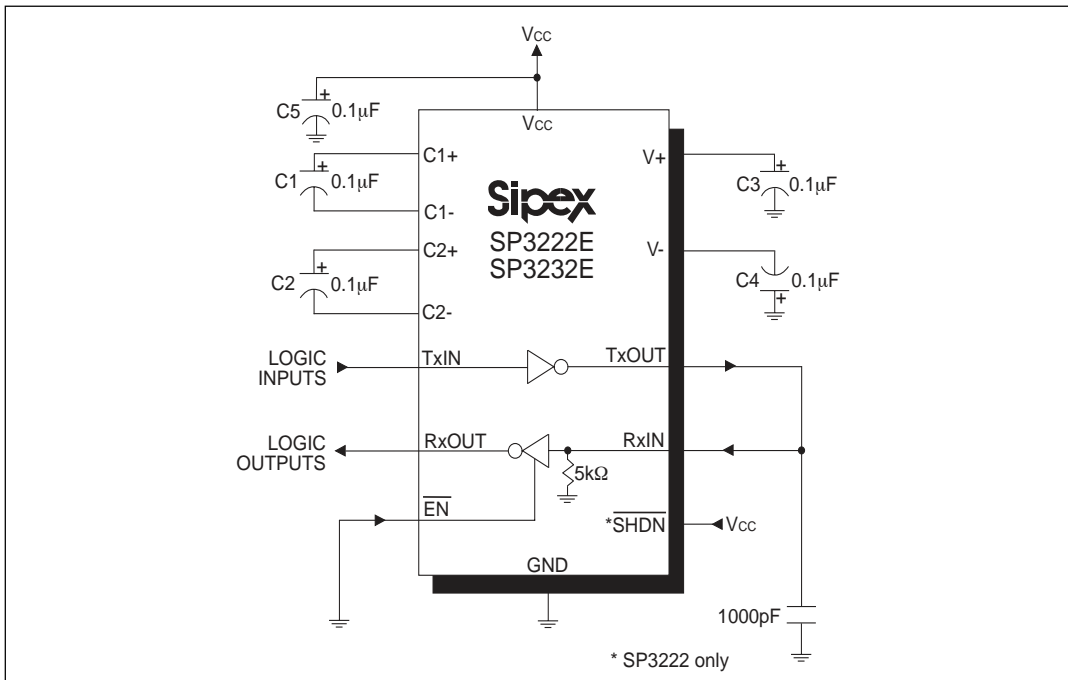 VCC
C5
+
0.1µF
VCC
C1+
C1
+
0.1µF
C1-
C2+
C2
+
0.1µF
C2-
Sipex
SP3222E
SP3232E
V+
C3
+
0.1µF
V-
C4
0.1µF
+
LOGIC
INPUTS
TxIN
TxOUT
LOGIC
OUTPUTS
RxOUT
RxIN
5kΩ
EN
*SHDN
VCC
GND
1000pF
* SP3222 only